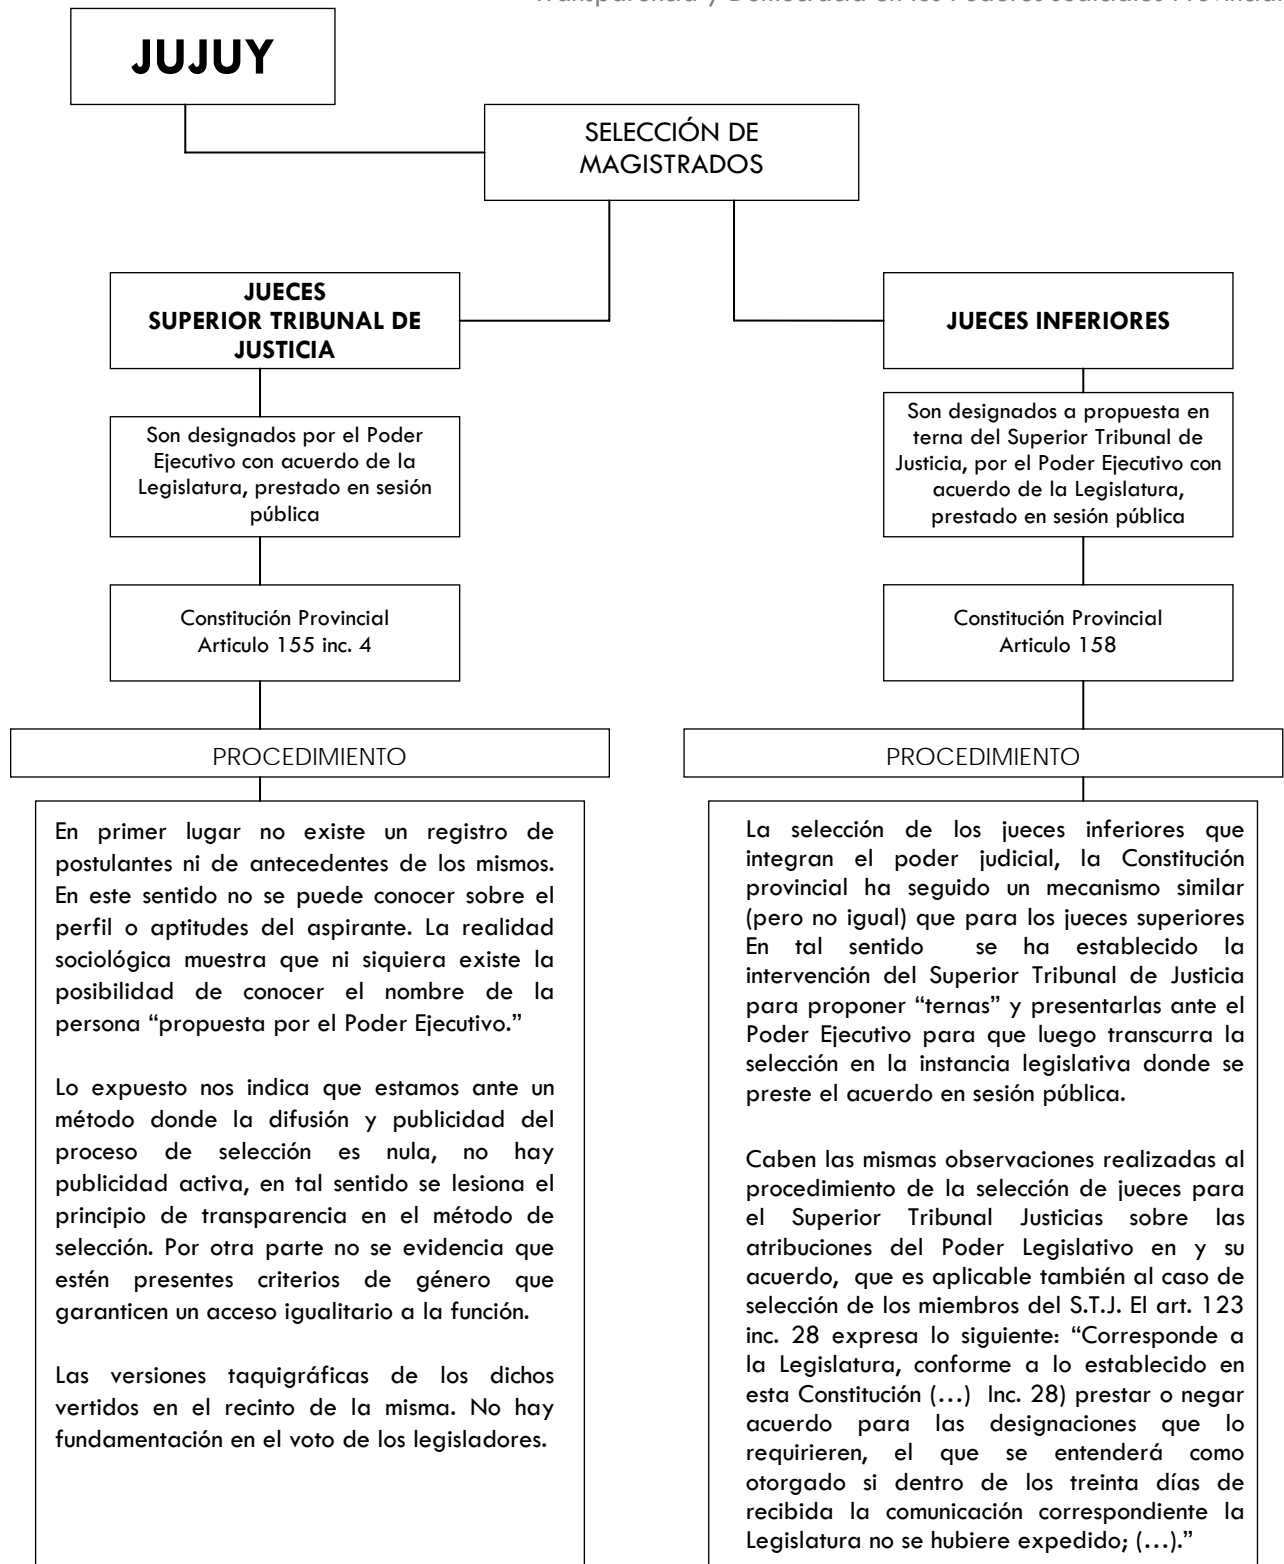 Transparencia y Democracia en los Poderes Judiciales
JUJUY
SELECCIÓN DE
MAGISTRADOS
JUECES
SUPERIOR TRIBUNAL DE
JUSTICIA
Son designados por el Poder
Ejecutivo con acuerdo de la
Legislatura, prestado en sesión
pública
Constitución Provincial
Articulo 155 inc. 4
PROCEDIMIENTO
En primer lugar no existe un registro de
postulantes ni de antecedentes de los mismos.
En este sentido no se puede conocer sobre el
perfil o aptitudes del aspirante. La realidad
sociológica muestra que ni siquiera existe la
posibilidad de conocer el nombre de la
persona “propuesta por el Poder Ejecutivo.”
Lo expuesto nos indica que estamos ante un
método donde la difusión y publicidad del
proceso de selección es nula, no hay
publicidad activa, en tal sentido se lesiona el
principio de transparencia en el método de
selección. Por otra parte no se evidencia que
estén presentes criterios de género que
garanticen un acceso igualitario a la función.
Las versiones taquigráficas de los dichos
vertidos en el recinto de la misma. No hay
fundamentación en el voto de los legisladores.
JUECES INFERIORES
Son designados a propuesta en
terna del Superior Tribunal de
Justicia, por el Poder Ejecutivo con
acuerdo de la Legislatura,
prestado en sesión pública
Constitución Provincial
Articulo 158
PROCEDIMIENTO
La selección de los jueces inferiores que
integran el poder judicial, la Constitución
provincial ha seguido un mecanismo similar
(pero no igual) que para los jueces superiores
En tal sentido se ha establecido la
intervención del Superior Tribunal de Justicia
para proponer “ternas” y presentarlas ante el
Poder Ejecutivo para que luego transcurra la
selección en la instancia legislativa donde se
preste el acuerdo en sesión pública.
Caben las mismas observaciones realizadas al
procedimiento de la selección de jueces para
el Superior Tribunal Justicias sobre las
atribuciones del Poder Legislativo en y su
acuerdo, que es aplicable también al caso de
selección de los miembros del S.T.J. El art. 123
inc. 28 expresa lo siguiente: “Corresponde a
la Legislatura, conforme a lo establecido en
esta Constitución (…) Inc. 28) prestar o negar
acuerdo para las designaciones que lo
requirieren, el que se entenderá como
otorgado si dentro de los treinta días de
recibida la comunicación correspondiente la
Legislatura no se hubiere expedido; (…).”